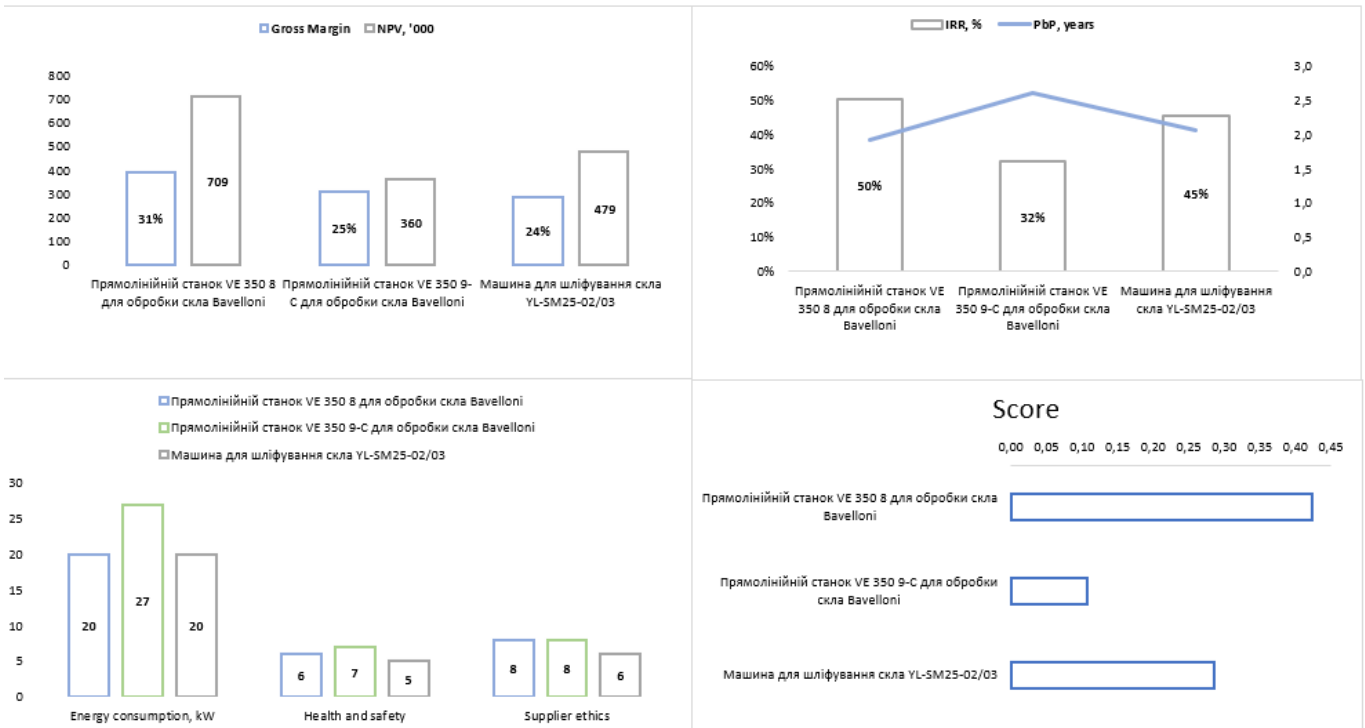 Gross Margin NPV, '000
800
700
600
500
400
300
200
100
0
31%
709
25%
360
24%
479
Прямолінійній станок VE 350 8
для обробки скла Bavelloni
Прямолінійній станок VE 350 9-
С для обробки скла Bavelloni
Машина для шліфування скла
YL-SM25-02/03
IRR, % PbP, years
60%
50%
40%
30%
20%
10%
0%
50%
32%
45%
3,0
2,5
2,0
1,5
1,0
0,5
0,0
Прямолінійній станок VE
350 8 для обробки скла
Bavelloni
Прямолінійній станок VE
350 9-С для обробки скла
Bavelloni
Машина для шліфування
скла YL-SM25-02/03
Прямолінійній станок VE 350 8 для обробки скла Bavelloni
Прямолінійній станок VE 350 9-С для обробки скла Bavelloni
Машина для шліфування скла YL-SM25-02/03
30
25
20
15
10
5
0
20
27
20
6
7
5
8
8
6
Energy consumption, kW
Health and safety
Supplier ethics
Score
0,00 0,05 0,10 0,15 0,20 0,25 0,30 0,35 0,40 0,45
Прямолінійній станок VE 350 8 для обробки скла
Bavelloni
Прямолінійній станок VE 350 9-С для обробки
скла Bavelloni
Машина для шліфування скла YL-SM25-02/03